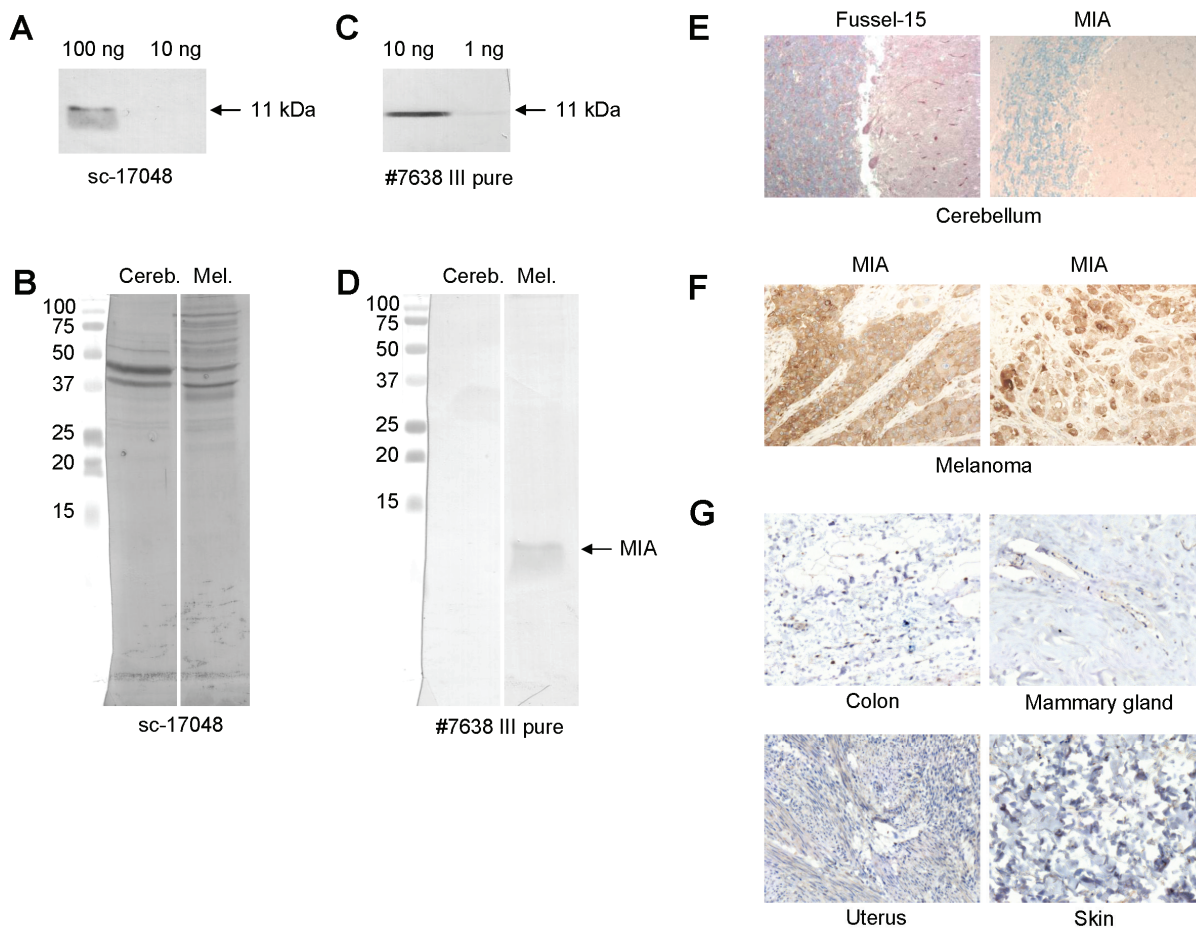 A
100 ng 10 ng
11 kDa
sc-17048
B
Cereb. Mel.
100
75
50
37
25
20
15
sc-17048
C
10 ng 1 ng
11 kDa
#7638 III pure
D
Cereb. Mel.
100
75
50
37
25
20
15
MIA
#7638 III pure
E
Fussel-15 MIA
Cerebellum
F
MIA MIA
Melanoma
G
Colon Mammary gland
Uterus Skin